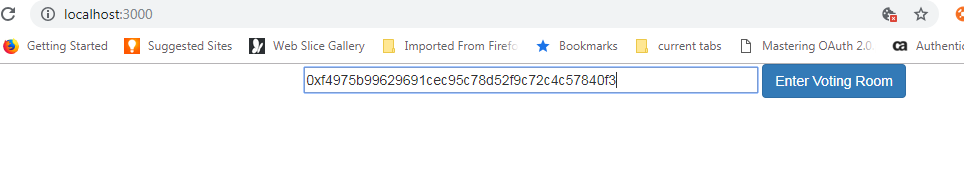 localhost:3000
Getting Started Suggested Sites Web Slice Gallery Imported From Firefo Bookmarks current tabs Mastering OAuth 2.0 ca Authentic
0xf4975b99629691cec95c78d52f9c72c4c57840f3 Enter Voting Room